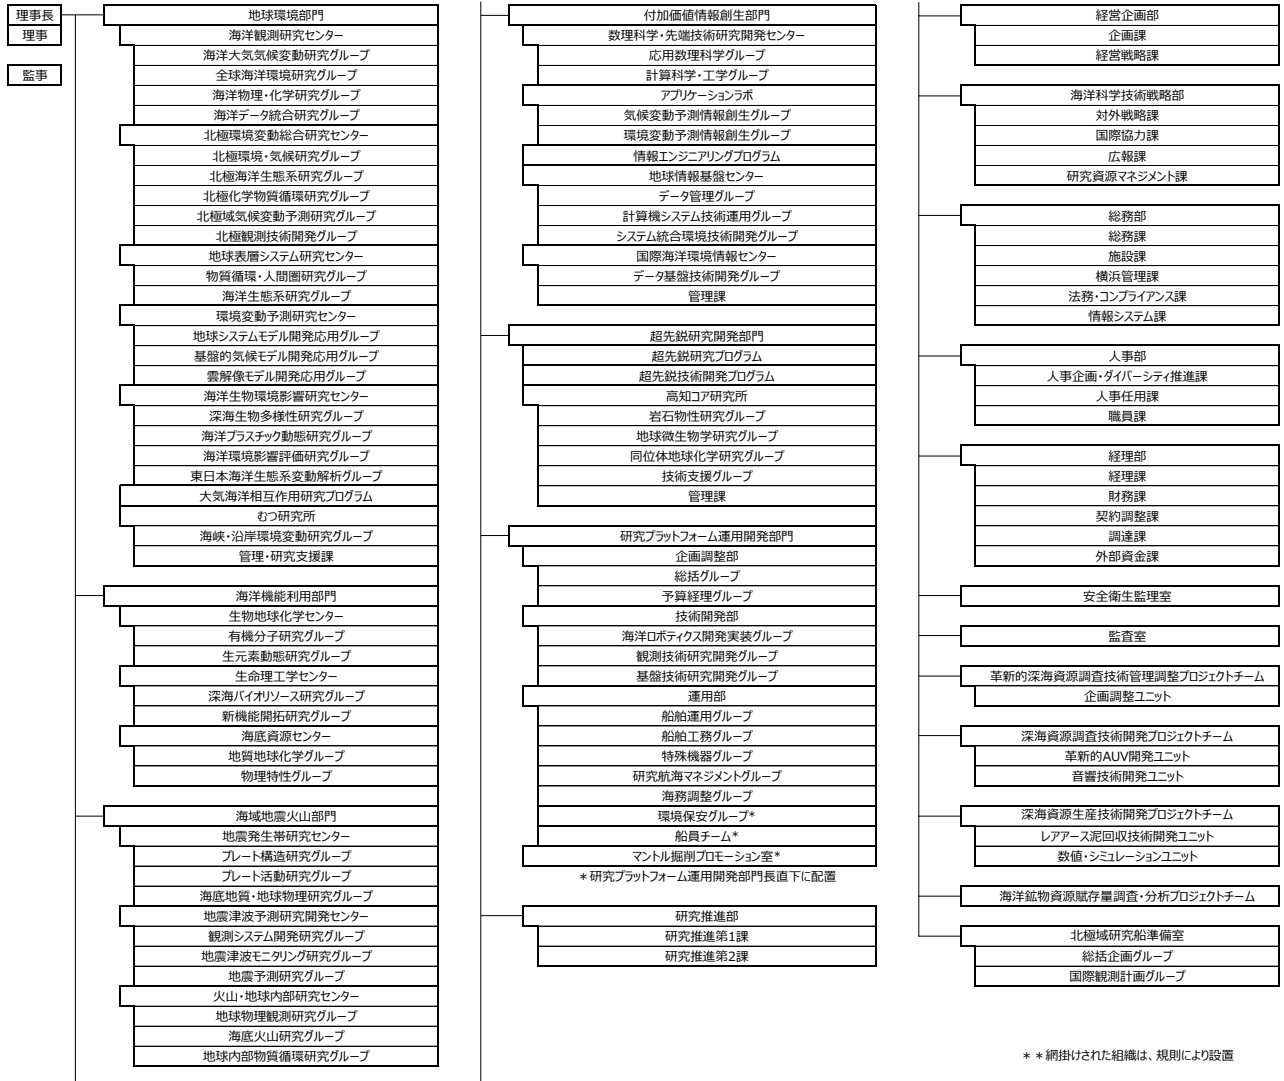 理事長
理事
監事
地球環境部門
海洋観測研究センター
海洋大気気候変動研究グループ
全球海洋環境研究グループ
海洋物理・化学研究グループ
海洋データ統合研究グループ
北極環境変動総合研究センター
北極環境・気候研究グループ
北極海洋生態系研究グループ
北極化学物質循環研究グループ
北極域気候変動予測研究グループ
北極観測技術開発グループ
地球表層システム研究センター
物質循環・人間圏研究グループ
海洋生態系研究グループ
環境変動予測研究センター
地球システムモデル開発応用グループ
基盤的気候モデル開発応用グループ
雲解像モデル開発応用グループ
海洋生物環境影響研究センター
深海生物多様性研究グループ
海洋プラスチック動態研究グループ
海洋環境影響評価研究グループ
東日本海洋生態系変動解析グループ
大気海洋相互作用研究プログラム
むつ研究所
海峡・沿岸環境変動研究グループ
管理・研究支援課
海洋機能利用部門
生物地球化学センター
有機分子研究グループ
生元素動態研究グループ
生命理工学センター
深海バイオリソース研究グループ
新機能開拓研究グループ
海底資源センター
地質地球化学グループ
物理特性グループ
海域地震火山部門
地震発生帯研究センター
プレート構造研究グループ
プレート活動研究グループ
海底地質・地球物理研究グループ
地震津波予測研究開発センター
観測システム開発研究グループ
地震津波モニタリング研究グループ
地震予測研究グループ
火山・地球内部研究センター
地球物理観測研究グループ
海底火山研究グループ
地球内部物質循環研究グループ
付加価値情報創生部門
数理科学・先端技術研究開発センター
応用数理科学グループ
計算科学・工学グループ
アプリケーションラボ
気候変動予測情報創生グループ
環境変動予測情報創生グループ
情報エンジニアリングプログラム
地球情報基盤センター
データ管理グループ
計算機システム技術運用グループ
システム統合環境技術開発グループ
国際海洋環境情報センター
データ基盤技術開発グループ
管理課
超先鋭研究開発部門
超先鋭研究プログラム
超先鋭技術開発プログラム
高知コア研究所
岩石物性研究グループ
地球微生物学研究グループ
同位体地球化学研究グループ
技術支援グループ
管理課
研究プラットフォーム運用開発部門
企画調整部
総括グループ
予算経理グループ
技術開発部
海洋ロボティクス開発実装グループ
観測技術研究開発グループ
基盤技術研究開発グループ
運用部
船舶運用グループ
船舶工務グループ
特殊機器グループ
研究航海マネジメントグループ
海務調整グループ
環境保安グループ*
船員チーム*
マントル掘削プロモーション室*
*研究プラットフォーム運用開発部門長直下に配置
研究推進部
研究推進第1課
研究推進第2課
経営企画部
企画課
経営戦略課
海洋科学技術戦略部
対外戦略課
国際協力課
広報課
研究資源マネジメント課
総務部
総務課
施設課
横浜管理課
法務・コンプライアンス課
情報システム課
人事部
人事企画・ダイバーシティ推進課
人事任用課
職員課
経理部
経理課
財務課
契約調整課
調達課
外部資金課
安全衛生監理室
監査室
革新的深海資源調査技術管理調整プロジェクトチーム
企画調整ユニット
深海資源調査技術開発プロジェクトチーム
革新的AUV開発ユニット
音響技術開発ユニット
深海資源生産技術開発プロジェクトチーム
レアアース泥回収技術開発ユニット
数値・シミュレーションユニット
海洋鉱物資源賦存量調査・分析プロジェクトチーム
北極域研究船準備室
総括企画グループ
国際観測計画グループ
**網掛けされた組織は、規則により設置